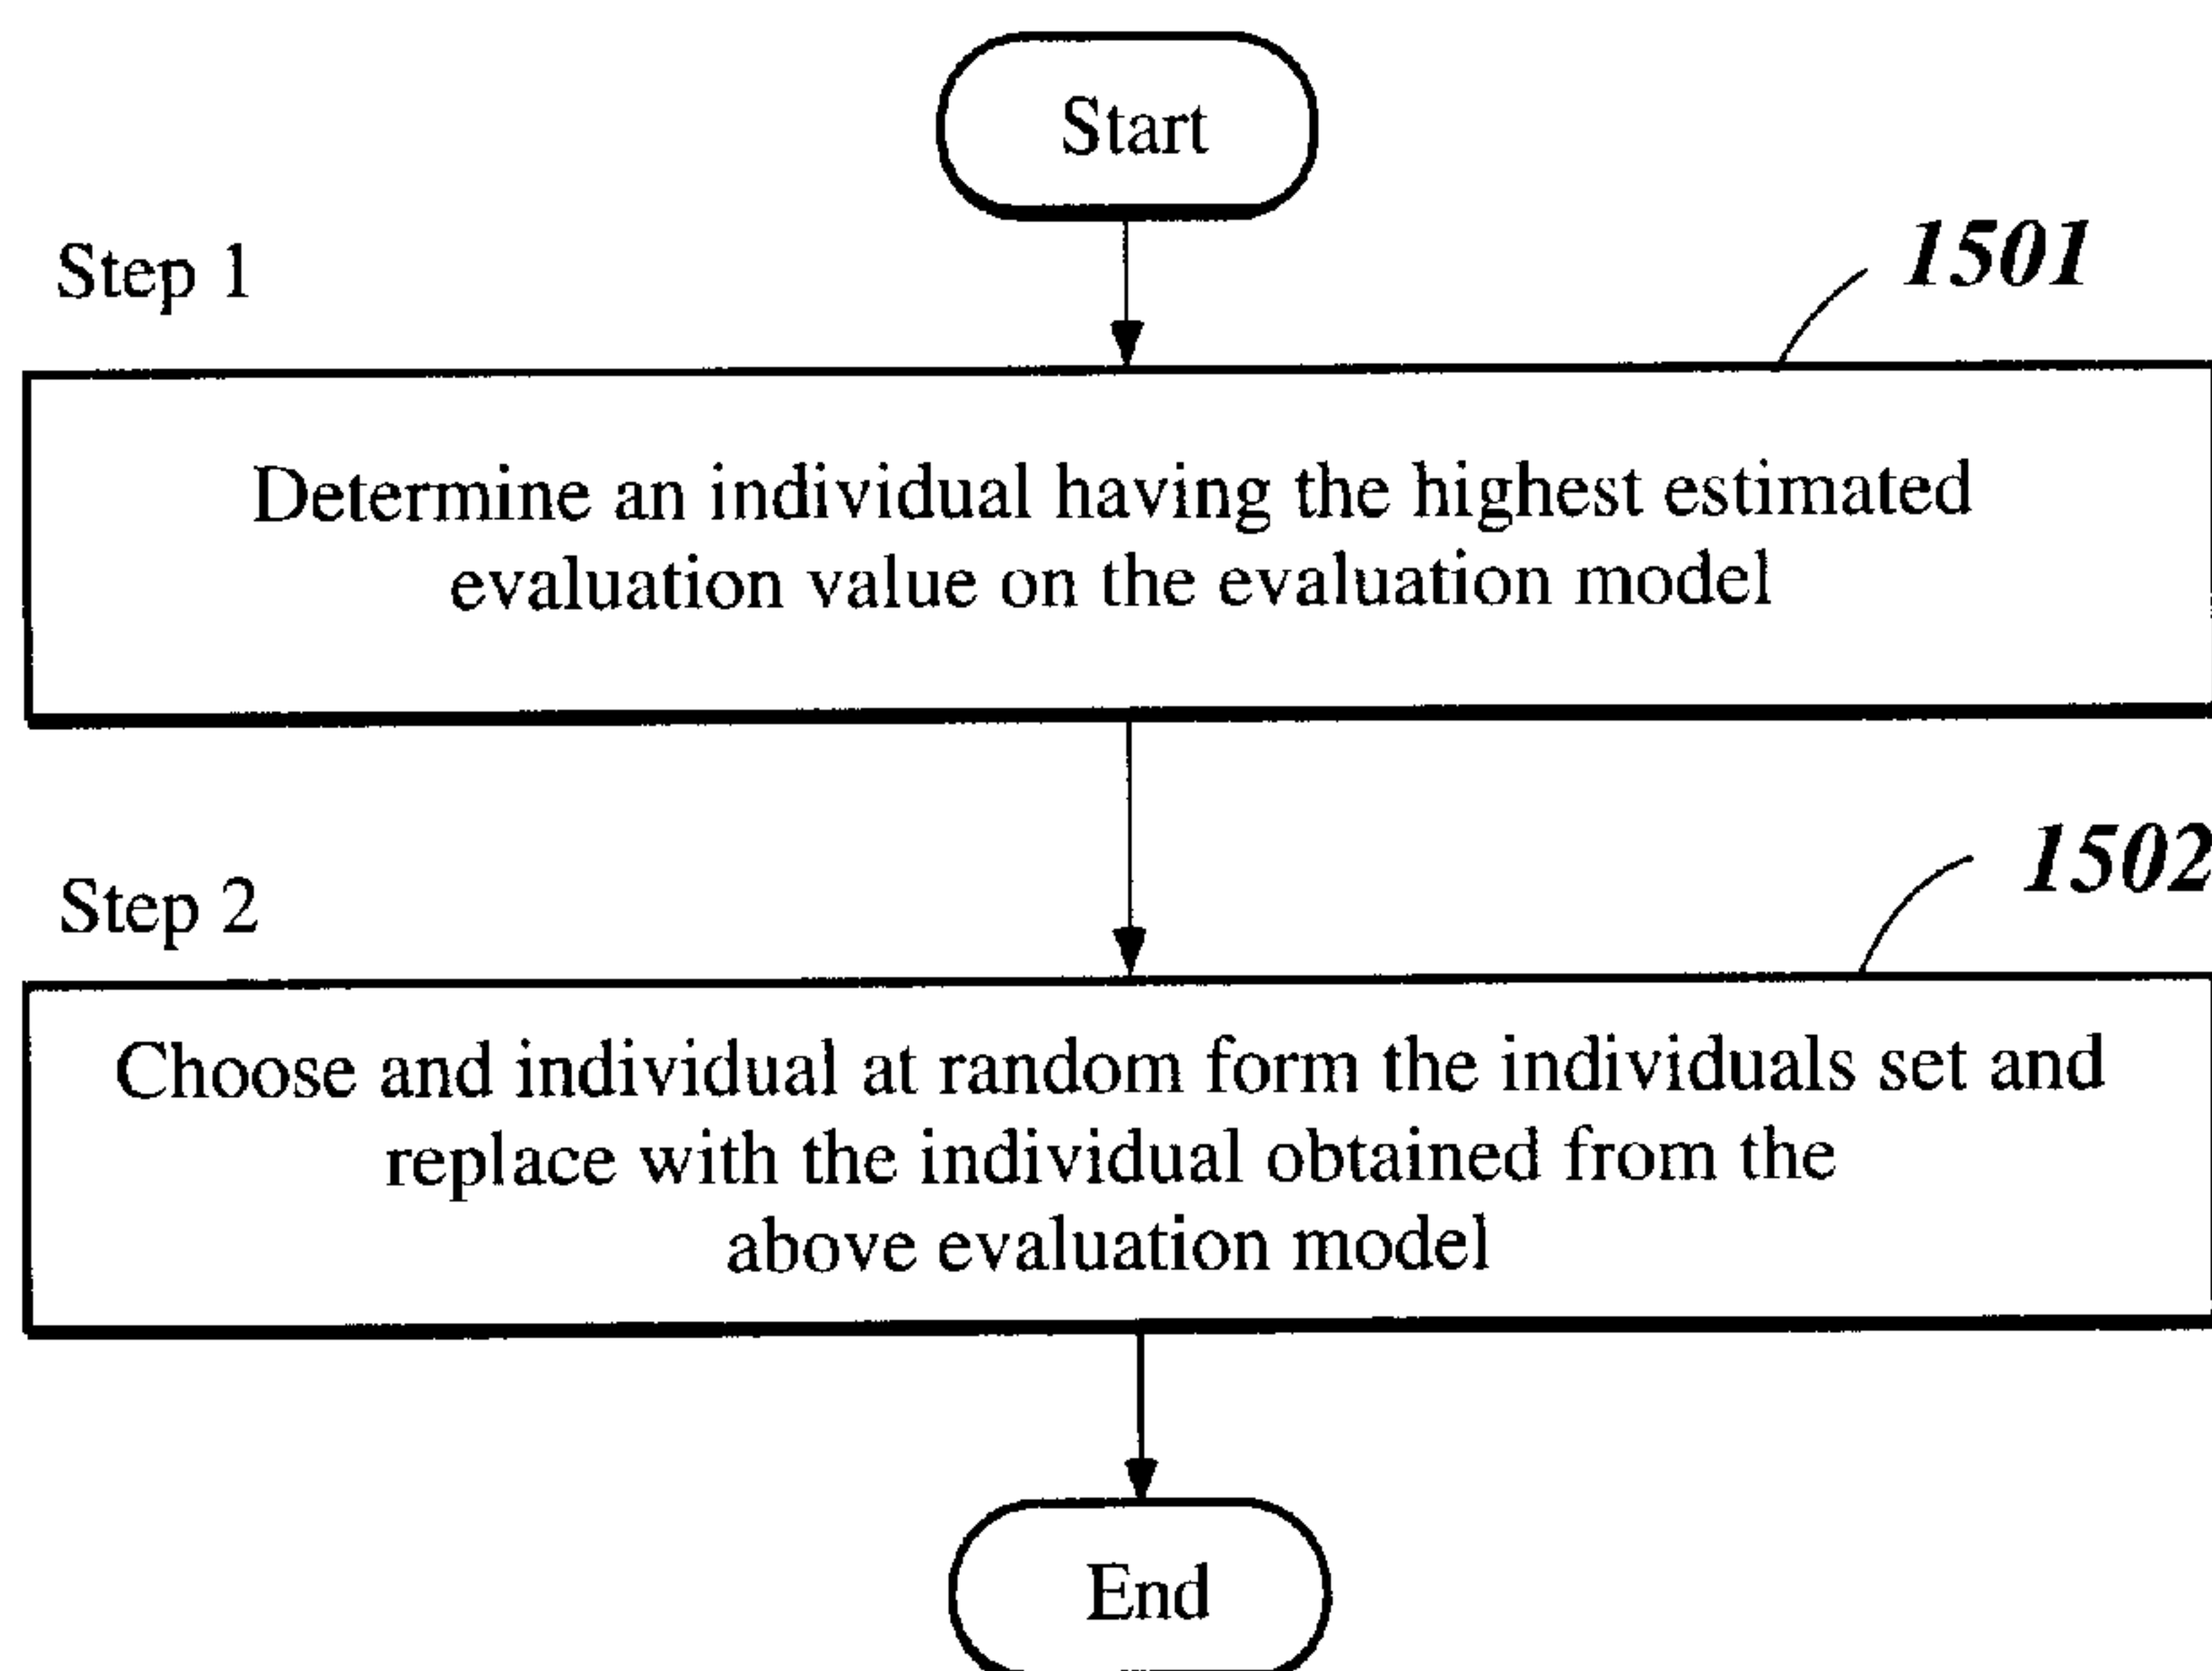 Start
Step 1
1501
Determine an individual having the highest estimated
evaluation value on the evaluation model
Step 2
1502
Choose and individual at random form the individuals set and
replace with the individual obtained from the
above evaluation model
End